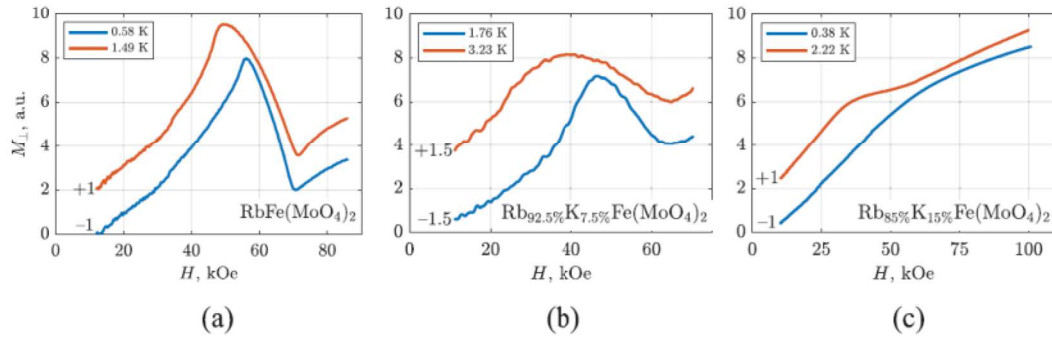 0.58 K
1.49 K
M⊥, a.u.
10
8
6
4
2
0
+1
−1
RbFe(MoO₄)₂
0 20 40 60 80
H, kOe
(a)
1.76 K
3.23 K
10
8
6
4
2
0
+1.5
−1.5
Rb₉₂.₅%K₇.₅%Fe(MoO₄)₂
0 20 40 60
H, kOe
(b)
0.38 K
2.22 K
10
8
6
4
2
0
+1
−1
Rb₈₅%K₁₅%Fe(MoO₄)₂
0 25 50 75 100
H, kOe
(c)